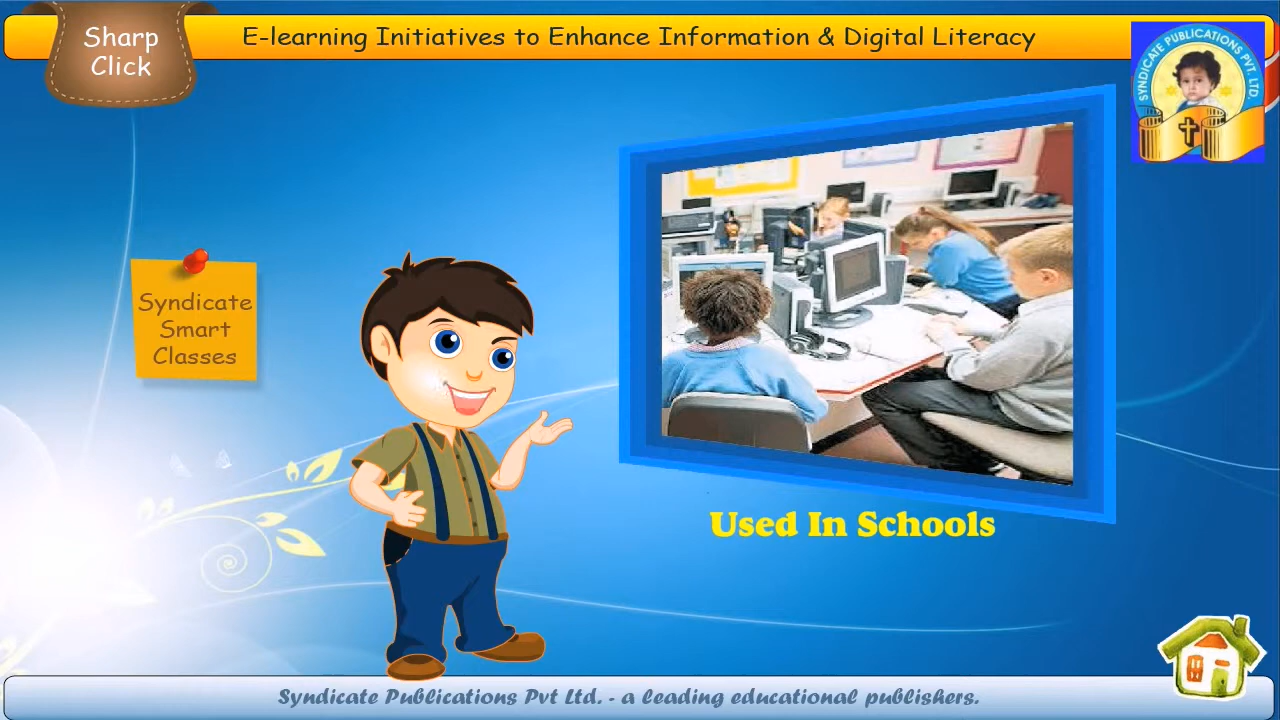 Sharp
Click
E-learning Initiatives to Enhance Information & Digital Literacy
SYNDICATE PUBLICATIONS PVT. LTD.
Syndicate
Smart
Classes
Used In Schools
Syndicate Publications Pvt Ltd. - a leading educational publishers.